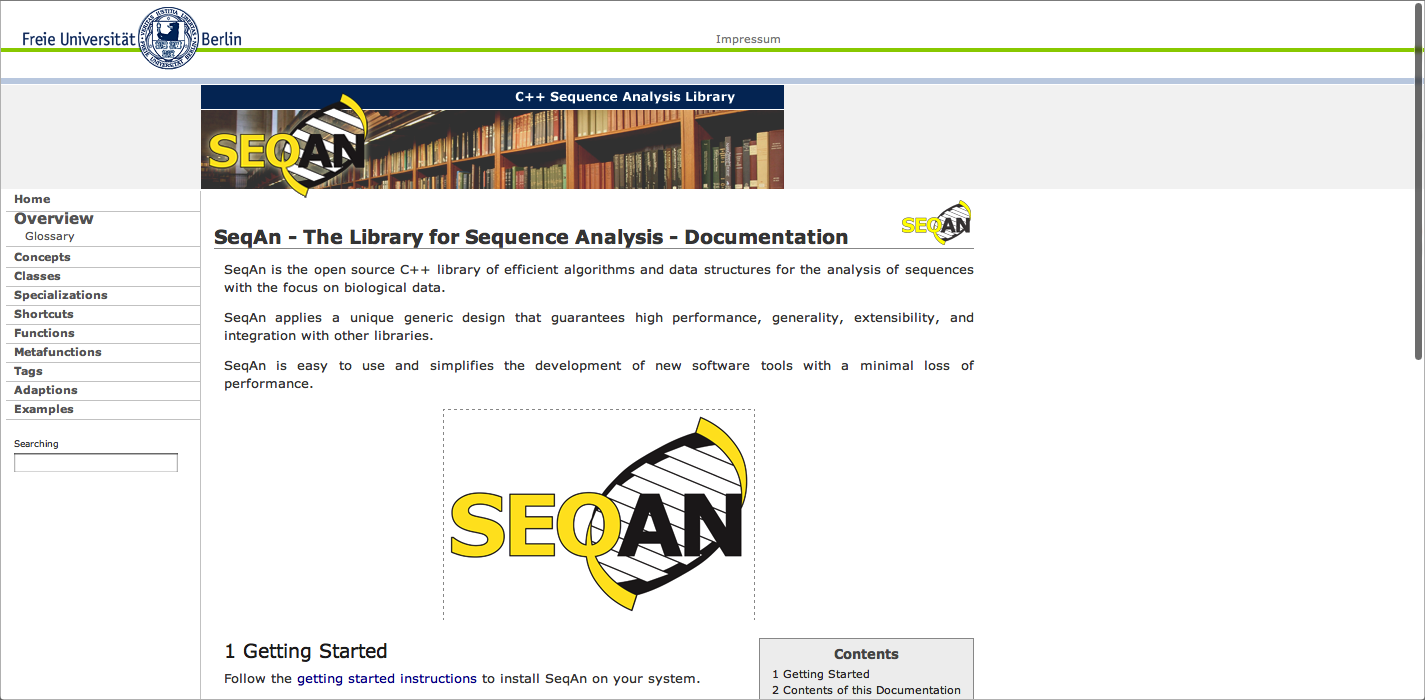 Freie Universität Berlin
Impressum
C++ Sequence Analysis Library
SEQAN
Home
Overview
Glossary
Concepts
Classes
Specializations
Shortcuts
Functions
Metafunctions
Tags
Adaptions
Examples
Searching
SEQAN
SeqAn - The Library for Sequence Analysis - Documentation
SeqAn is the open source C++ library of efficient algorithms and data structures for the analysis of sequences
with the focus on biological data.
SeqAn applies a unique generic design that guarantees high performance, generality, extensibility, and
integration with other libraries.
SeqAn is easy to use and simplifies the development of new software tools with a minimal loss of
performance.
SEQAN
1 Getting Started
Follow the getting started instructions to install SeqAn on your system.
Contents
1 Getting Started
2 Contents of this Documentation